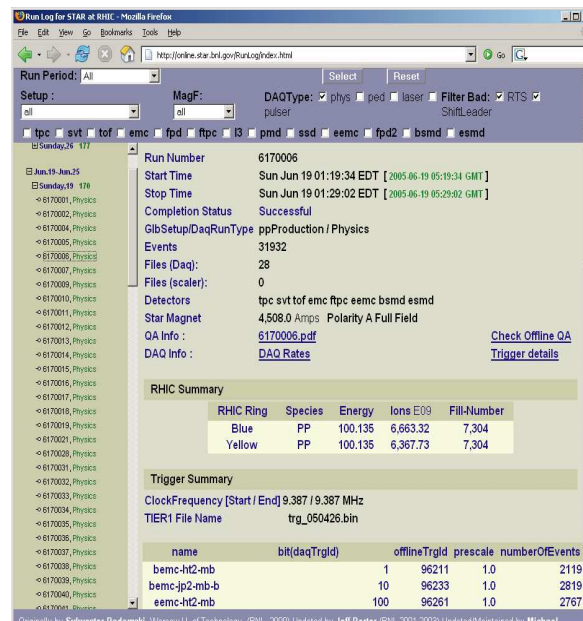 Run Log for STAR at RHIC - Mozilla Firefox
File Edit View Go Bookmarks Tools Help
http://online.star.bnl.gov/RunLog/index.html Go
Run Period: All Select Reset
Setup : MagF: DAQType: phys ped laser Filter Bad: RTS
all all pulser ShiftLeader
tpc svt tof emc fpd ftpc l3 pmd ssd eemc fpd2 bsmd esmd
Sunday,26 177
Jun.19-Jun.25
Sunday,19 170
6170001, Physics
6170002, Physics
6170004, Physics
6170005, Physics
6170006, Physics
6170007, Physics
6170009, Physics
6170010, Physics
6170011, Physics
6170012, Physics
6170013, Physics
6170014, Physics
6170015, Physics
6170016, Physics
6170017, Physics
6170018, Physics
6170019, Physics
6170021, Physics
6170028, Physics
6170031, Physics
6170032, Physics
6170033, Physics
6170034, Physics
6170035, Physics
6170036, Physics
6170037, Physics
6170038, Physics
6170039, Physics
6170040, Physics
6170041, Physics
Run Number 6170006
Start Time Sun Jun 19 01:19:34 EDT [ 2005-06-19 05:19:34 GMT ]
Stop Time Sun Jun 19 01:29:02 EDT [ 2005-06-19 05:29:02 GMT ]
Completion Status Successful
GlbSetup/DaqRunType ppProduction / Physics
Events 31932
Files (Daq): 28
Files (scaler): 0
Detectors tpc svt tof emc ftpc eemc bsmd esmd
Star Magnet 4,508.0 Amps Polarity A Full Field
QA Info : 6170006.pdf Check Offline QA
DAQ Info : DAQ Rates Trigger details
RHIC Summary
RHIC Ring Species Energy Ions E09 Fill-Number
Blue PP 100.135 6,663.32 7,304
Yellow PP 100.135 6,367.73 7,304
Trigger Summary
ClockFrequency [Start / End] 9.387 / 9.387 MHz
TIER1 File Name trg_050426.bin
name bit(daqTrgId) offlineTrgId prescale numberOfEvents
bemc-ht2-mb 1 96211 1.0 2119
bemc-jp2-mb-b 10 96233 1.0 2819
eemc-ht2-mb 100 96261 1.0 2767